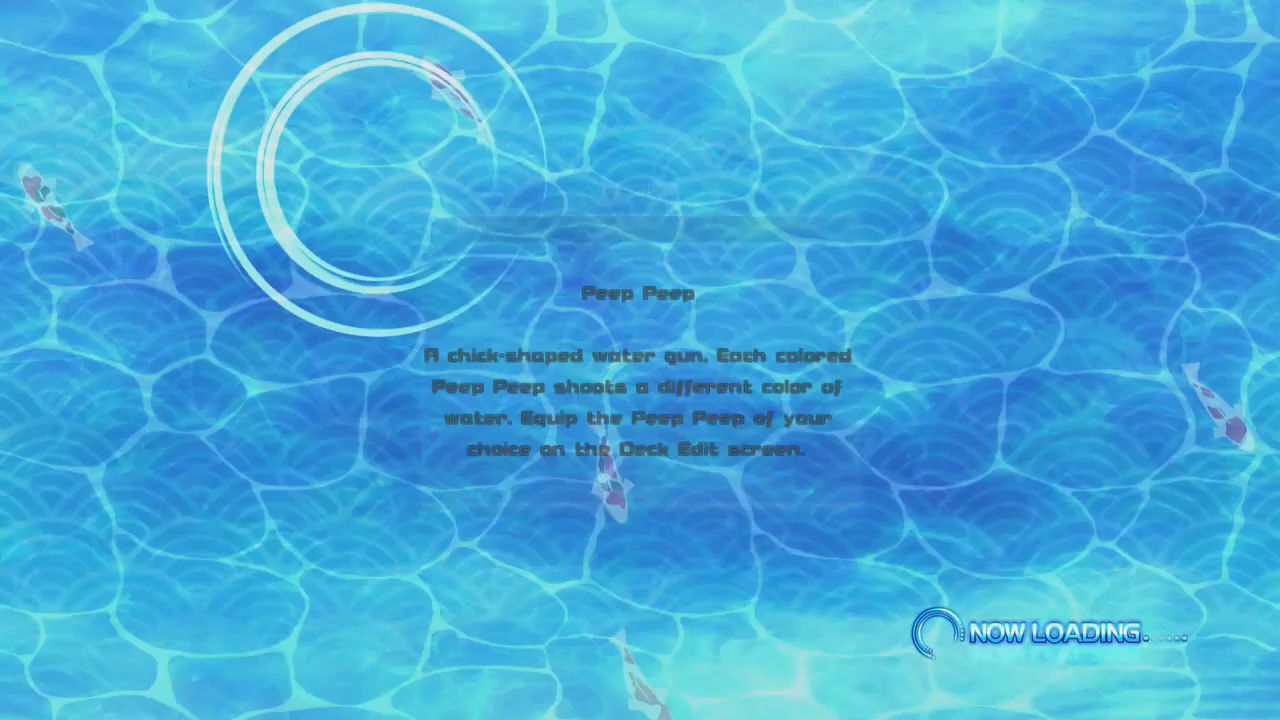 Peep Peep
A chick-shaped water gun. Each colored
Peep Peep shoots a different color of
water. Equip the Peep Peep of your
choice on the Deck Edit screen.
NOW LOADING......